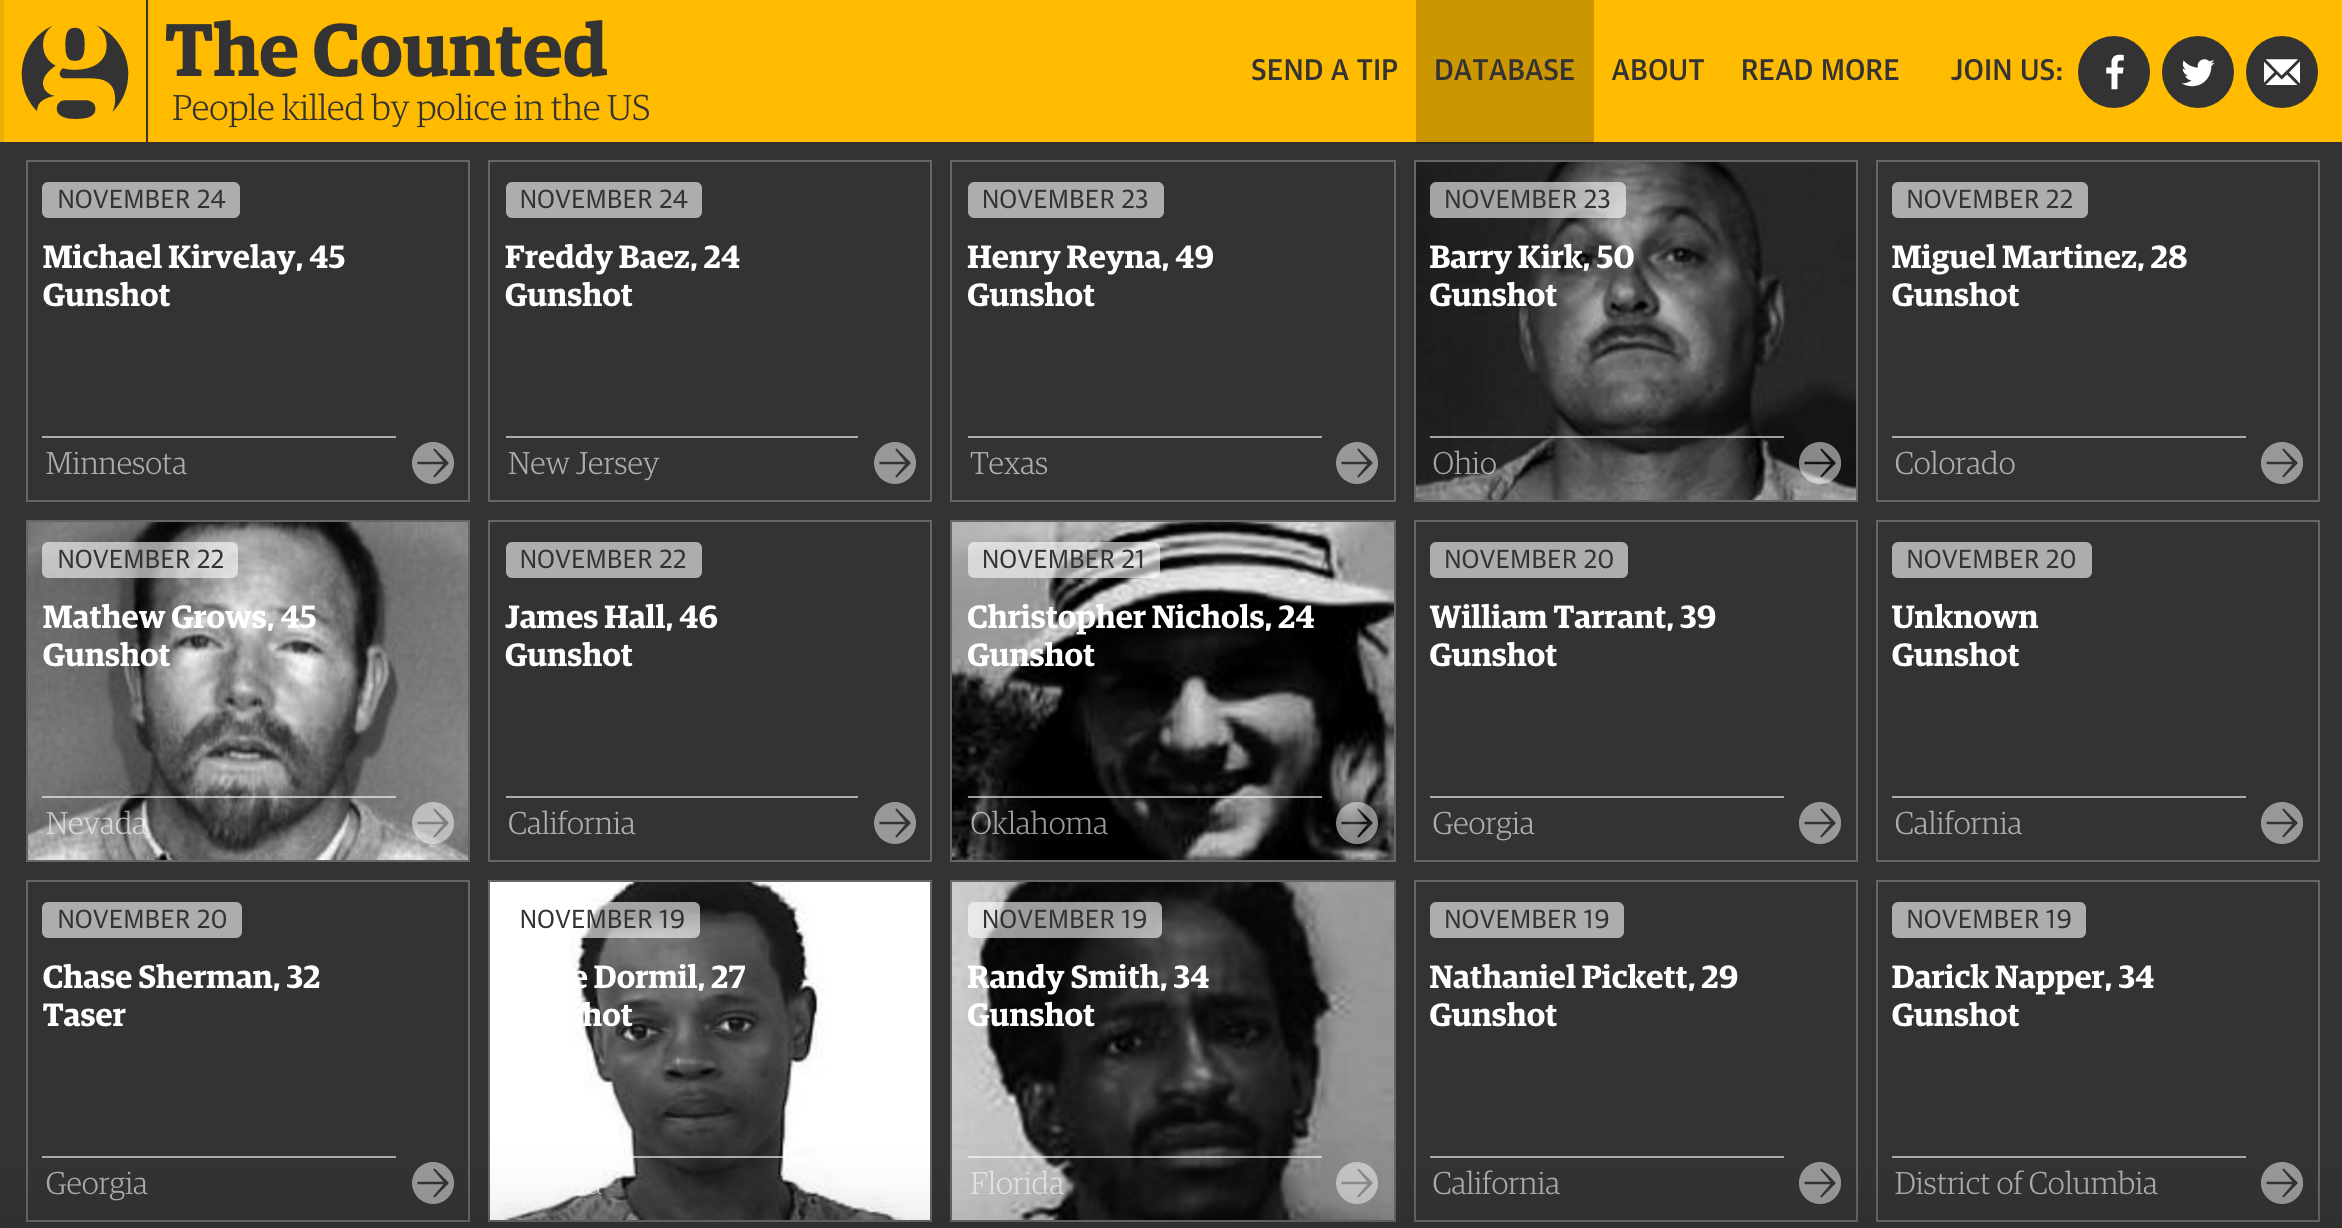 g
The Counted
People killed by police in the US
SEND A TIP
DATABASE
ABOUT
READ MORE
JOIN US:
NOVEMBER 24
Michael Kirvelay, 45
Gunshot
Minnesota
NOVEMBER 24
Freddy Baez, 24
Gunshot
New Jersey
NOVEMBER 23
Henry Reyna, 49
Gunshot
Texas
NOVEMBER 23
Barry Kirk, 50
Gunshot
Ohio
NOVEMBER 22
Miguel Martinez, 28
Gunshot
Colorado
NOVEMBER 22
Mathew Grows, 45
Gunshot
Nevada
NOVEMBER 22
James Hall, 46
Gunshot
California
NOVEMBER 21
Christopher Nichols, 24
Gunshot
Oklahoma
NOVEMBER 20
William Tarrant, 39
Gunshot
Georgia
NOVEMBER 20
Unknown
Gunshot
California
NOVEMBER 20
Chase Sherman, 32
Taser
Georgia
NOVEMBER 19
Dormil, 27
NOVEMBER 19
Randy Smith, 34
Gunshot
Florida
NOVEMBER 19
Nathaniel Pickett, 29
Gunshot
California
NOVEMBER 19
Darick Napper, 34
Gunshot
District of Columbia